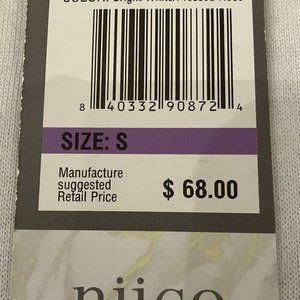 8 40332 90872 4
SIZE: S
Manufacture
suggested
Retail Price
$ 68.00